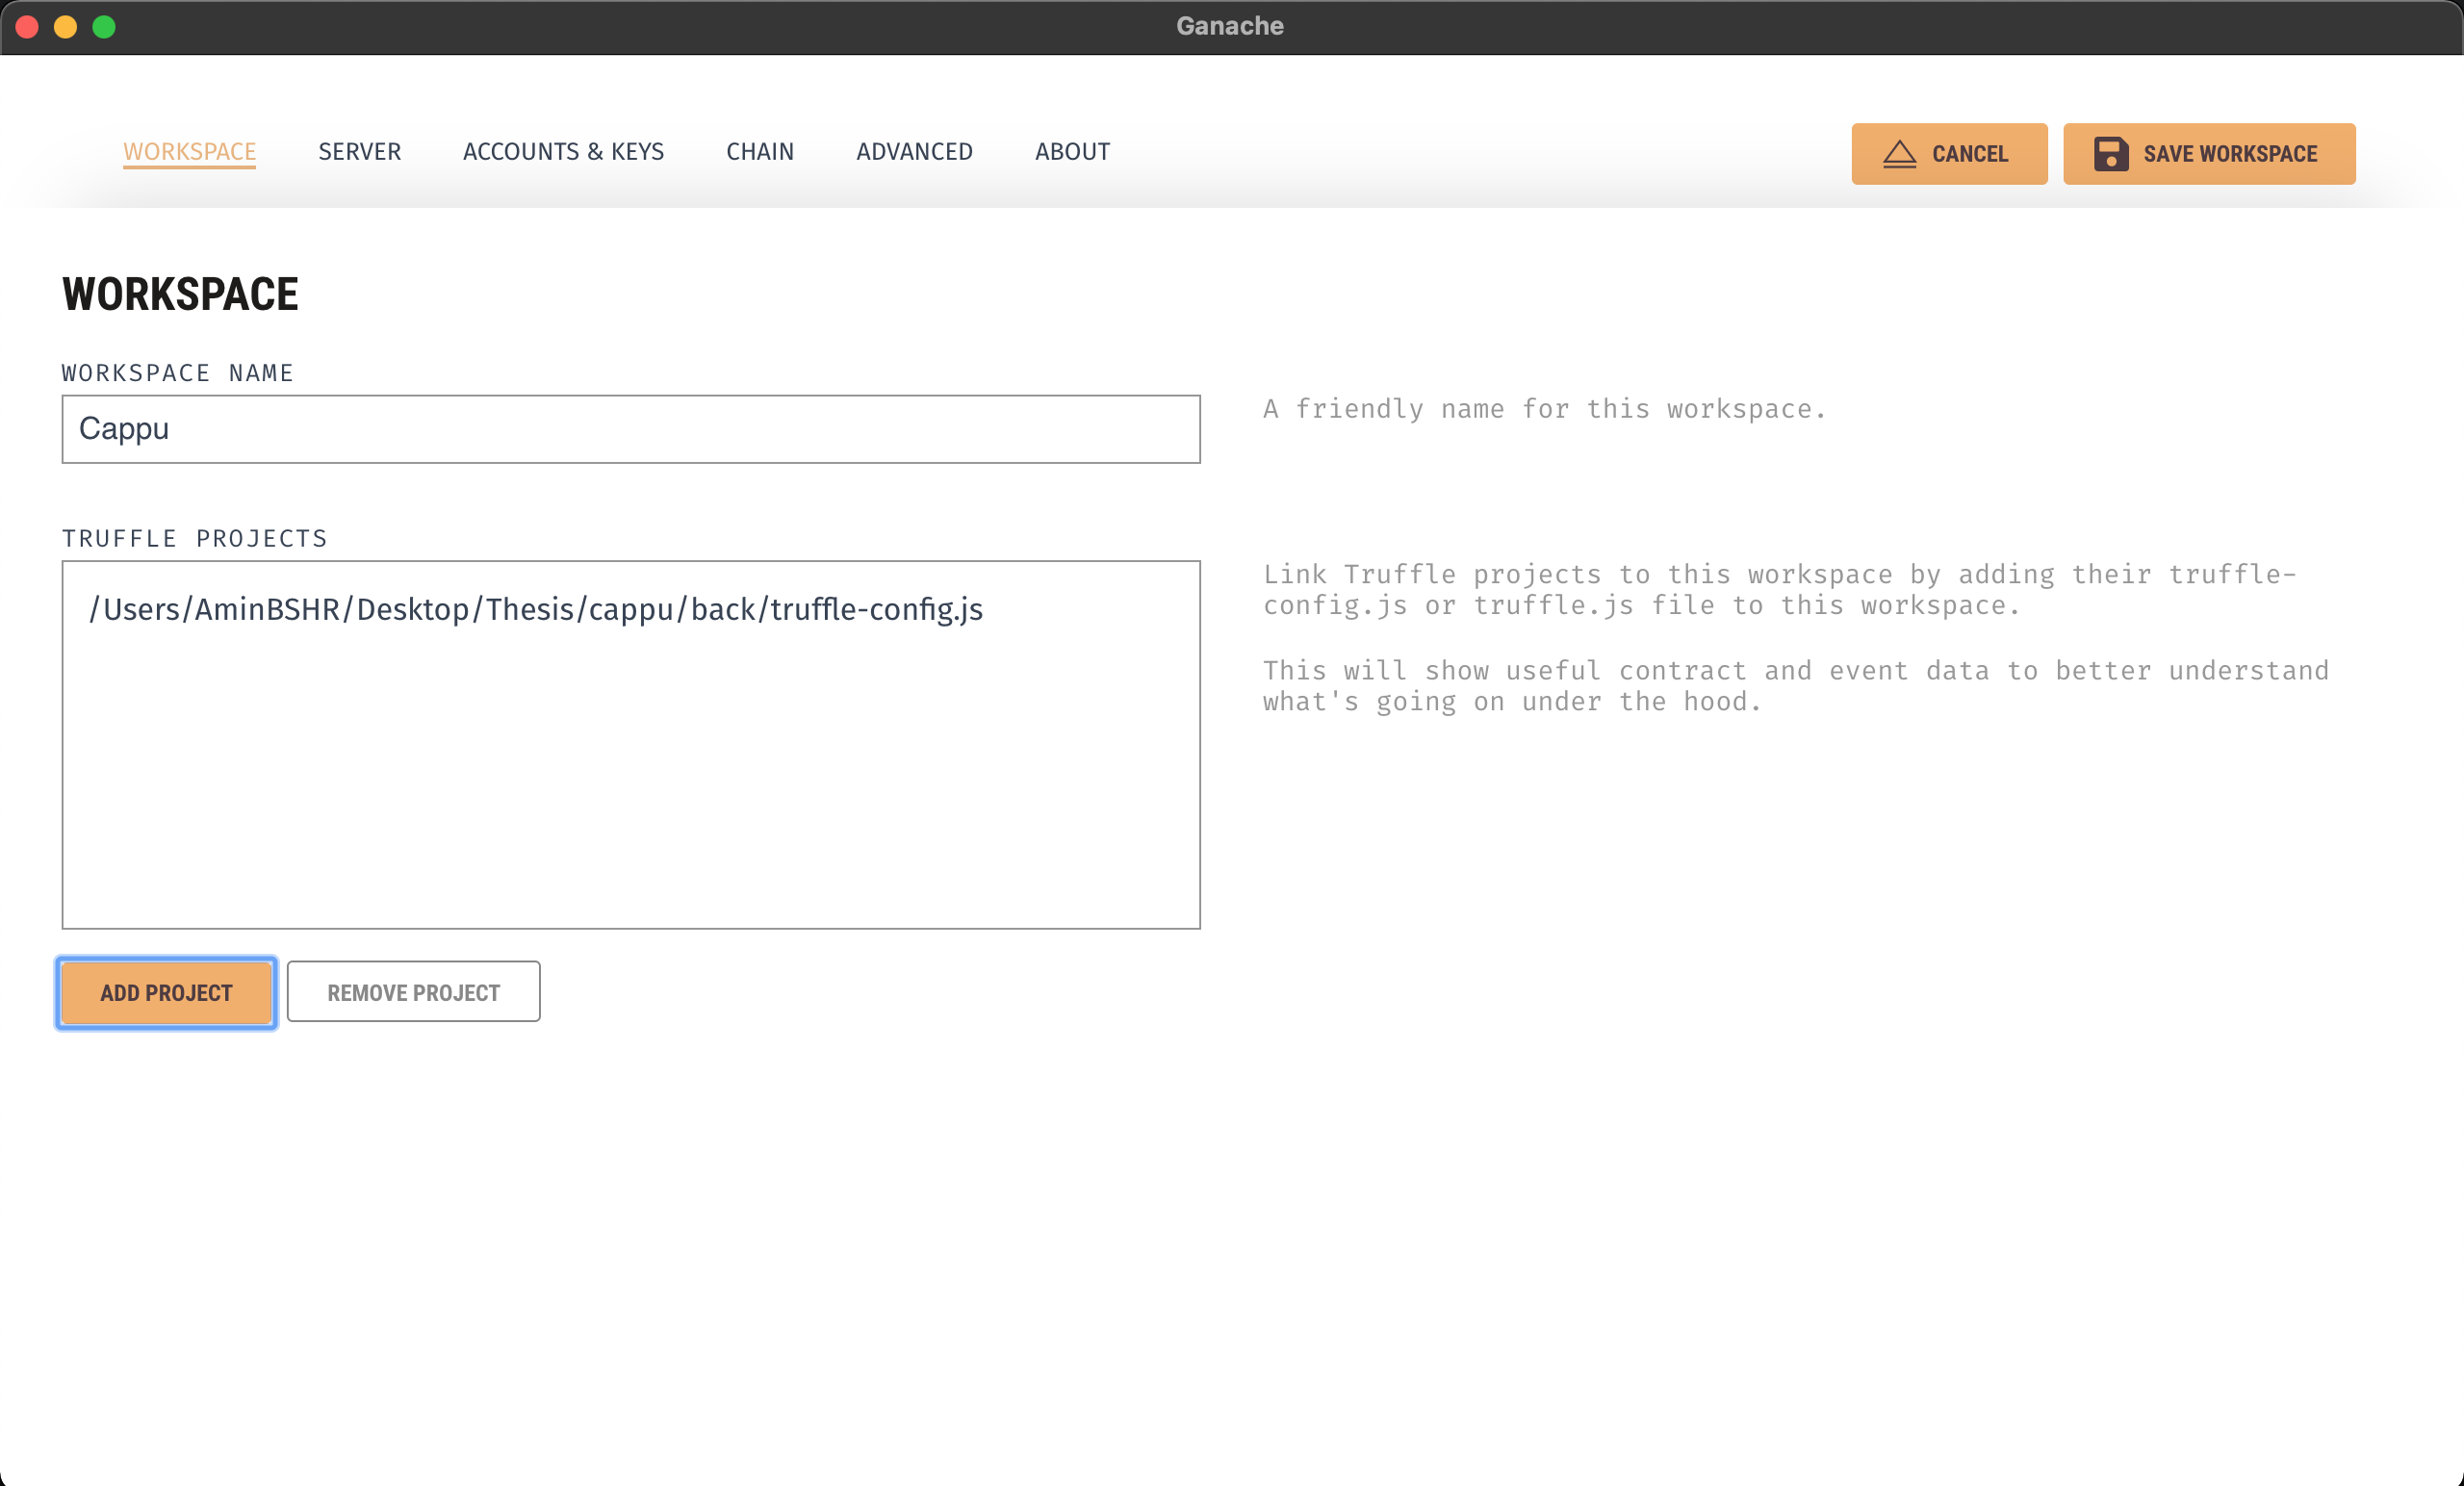 Ganache
WORKSPACE
SERVER
ACCOUNTS & KEYS
CHAIN
ADVANCED
ABOUT
CANCEL
SAVE WORKSPACE
WORKSPACE
WORKSPACE NAME
Cappu
A friendly name for this workspace.
TRUFFLE PROJECTS
/Users/AminBSHR/Desktop/Thesis/cappu/back/truffle-config.js
Link Truffle projects to this workspace by adding their truffle-
config.js or truffle.js file to this workspace.
This will show useful contract and event data to better understand
what's going on under the hood.
ADD PROJECT
REMOVE PROJECT